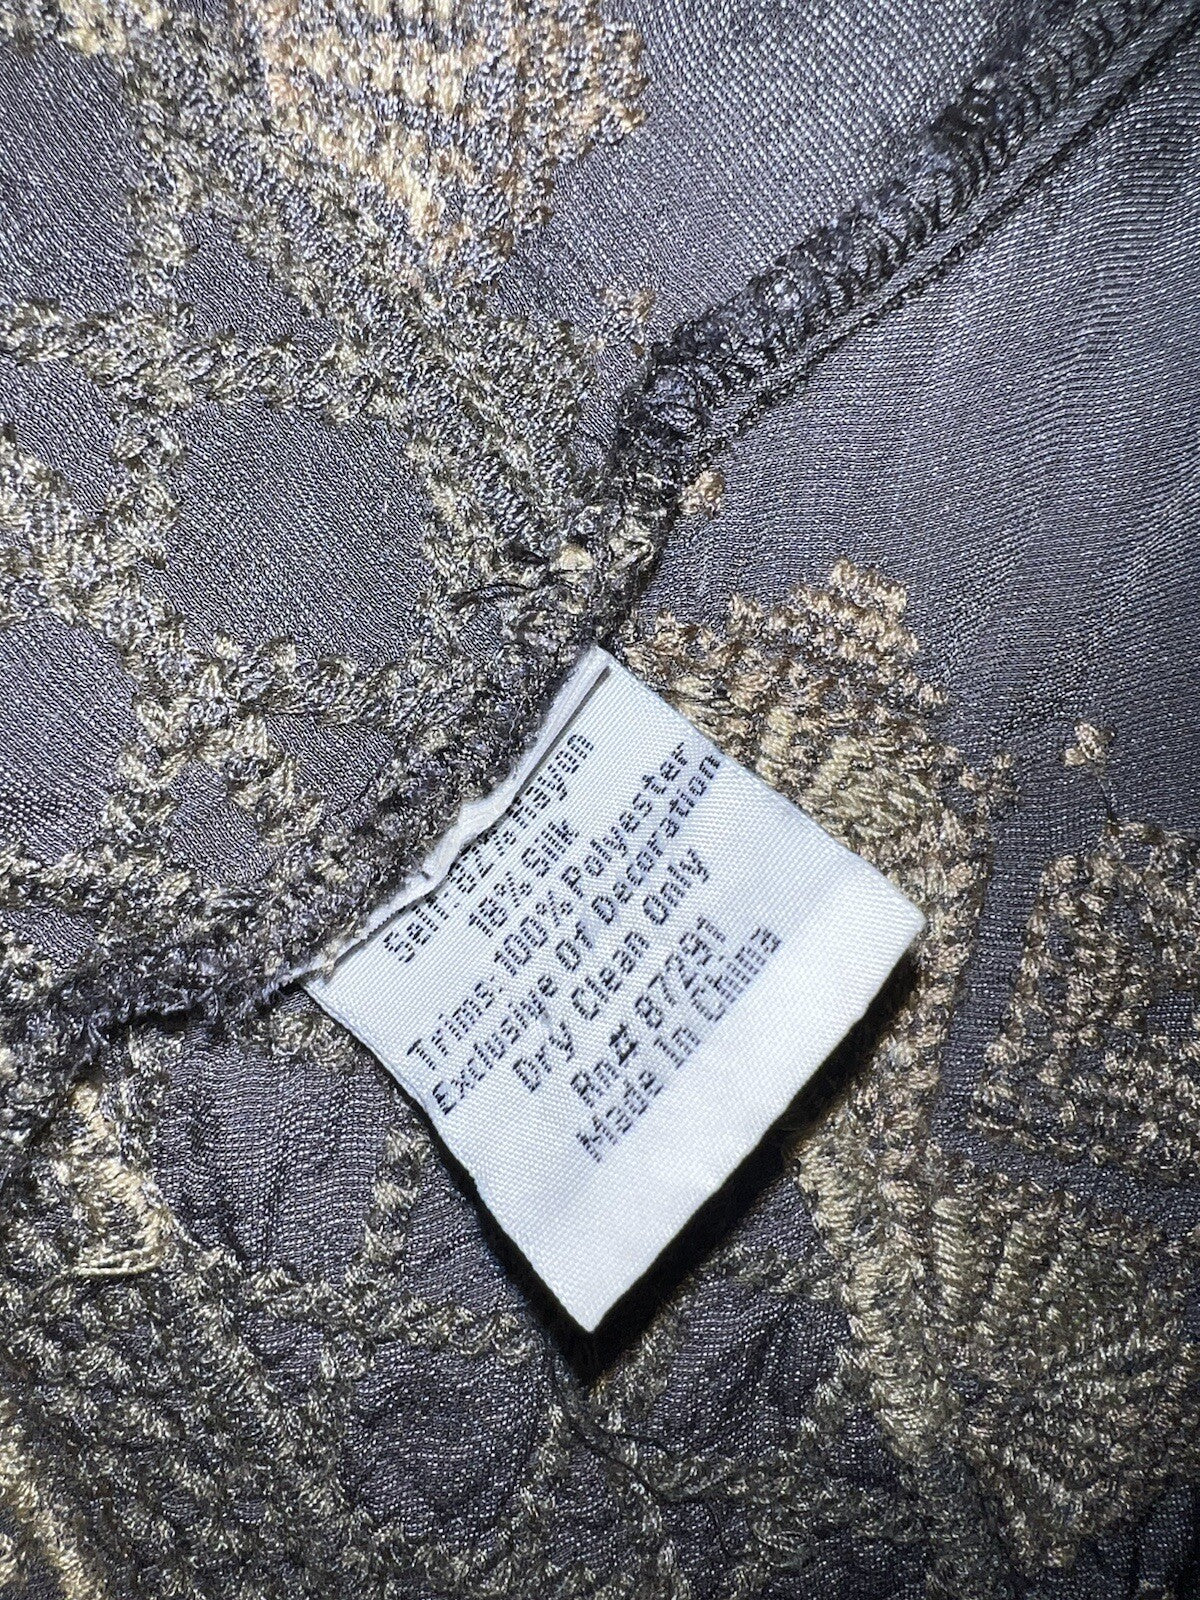 Self:82%Rayon
18%Silk
Trims:100% Polyester
Exclusive Of Decoration
Dry Clean Only
Rn# 87291
Made In China